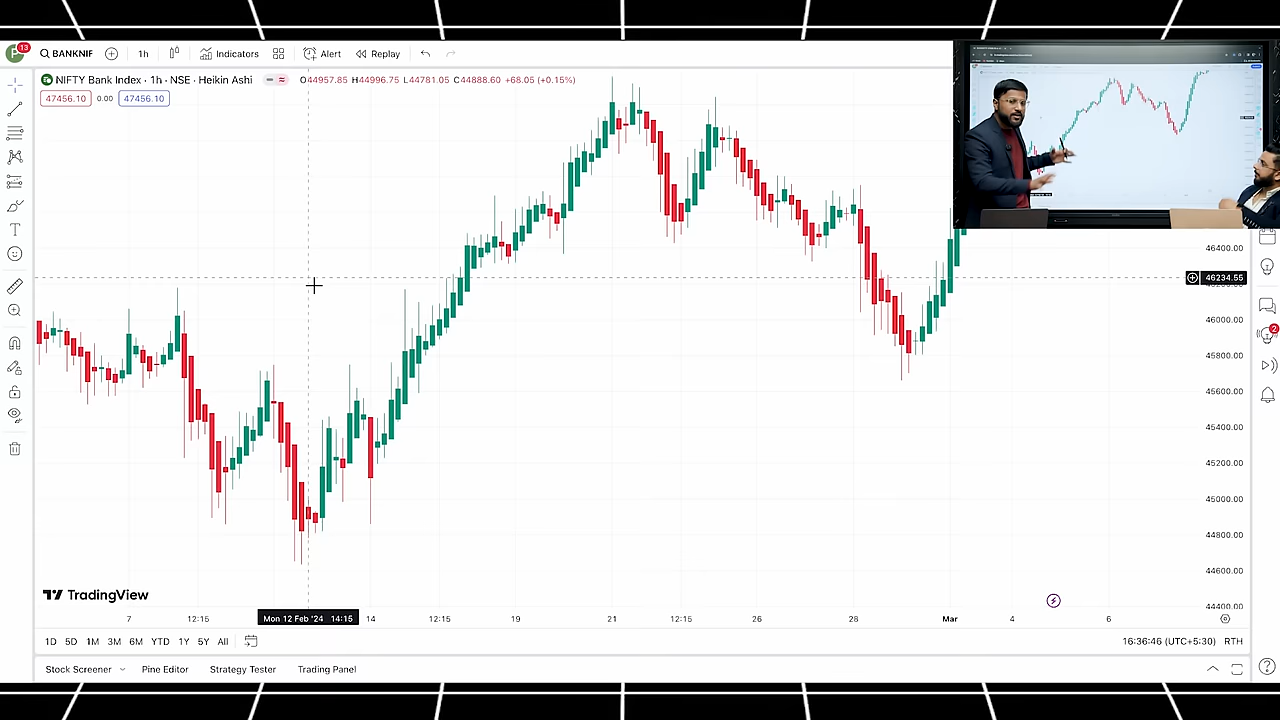 13
BANKNIF
1h
Indicators
Alert
Replay
NIFTY Bank Index · 1h · NSE · Heikin Ashi
O44957.85 H44996.75 L44781.05 C44888.60 +68.05 (+0.15%)
47456.10 0.00 47456.10
46400.00
46234.55
46000.00
45800.00
45600.00
45400.00
45200.00
45000.00
44800.00
44600.00
44400.00
2
TradingView
7 12:15 Mon 12 Feb '24 14:15 14 12:15 19 21 12:15 26 28 Mar 4 6
1D 5D 1M 3M 6M YTD 1Y 5Y All
16:36:46 (UTC+5:30) RTH
Stock Screener Pine Editor Strategy Tester Trading Panel